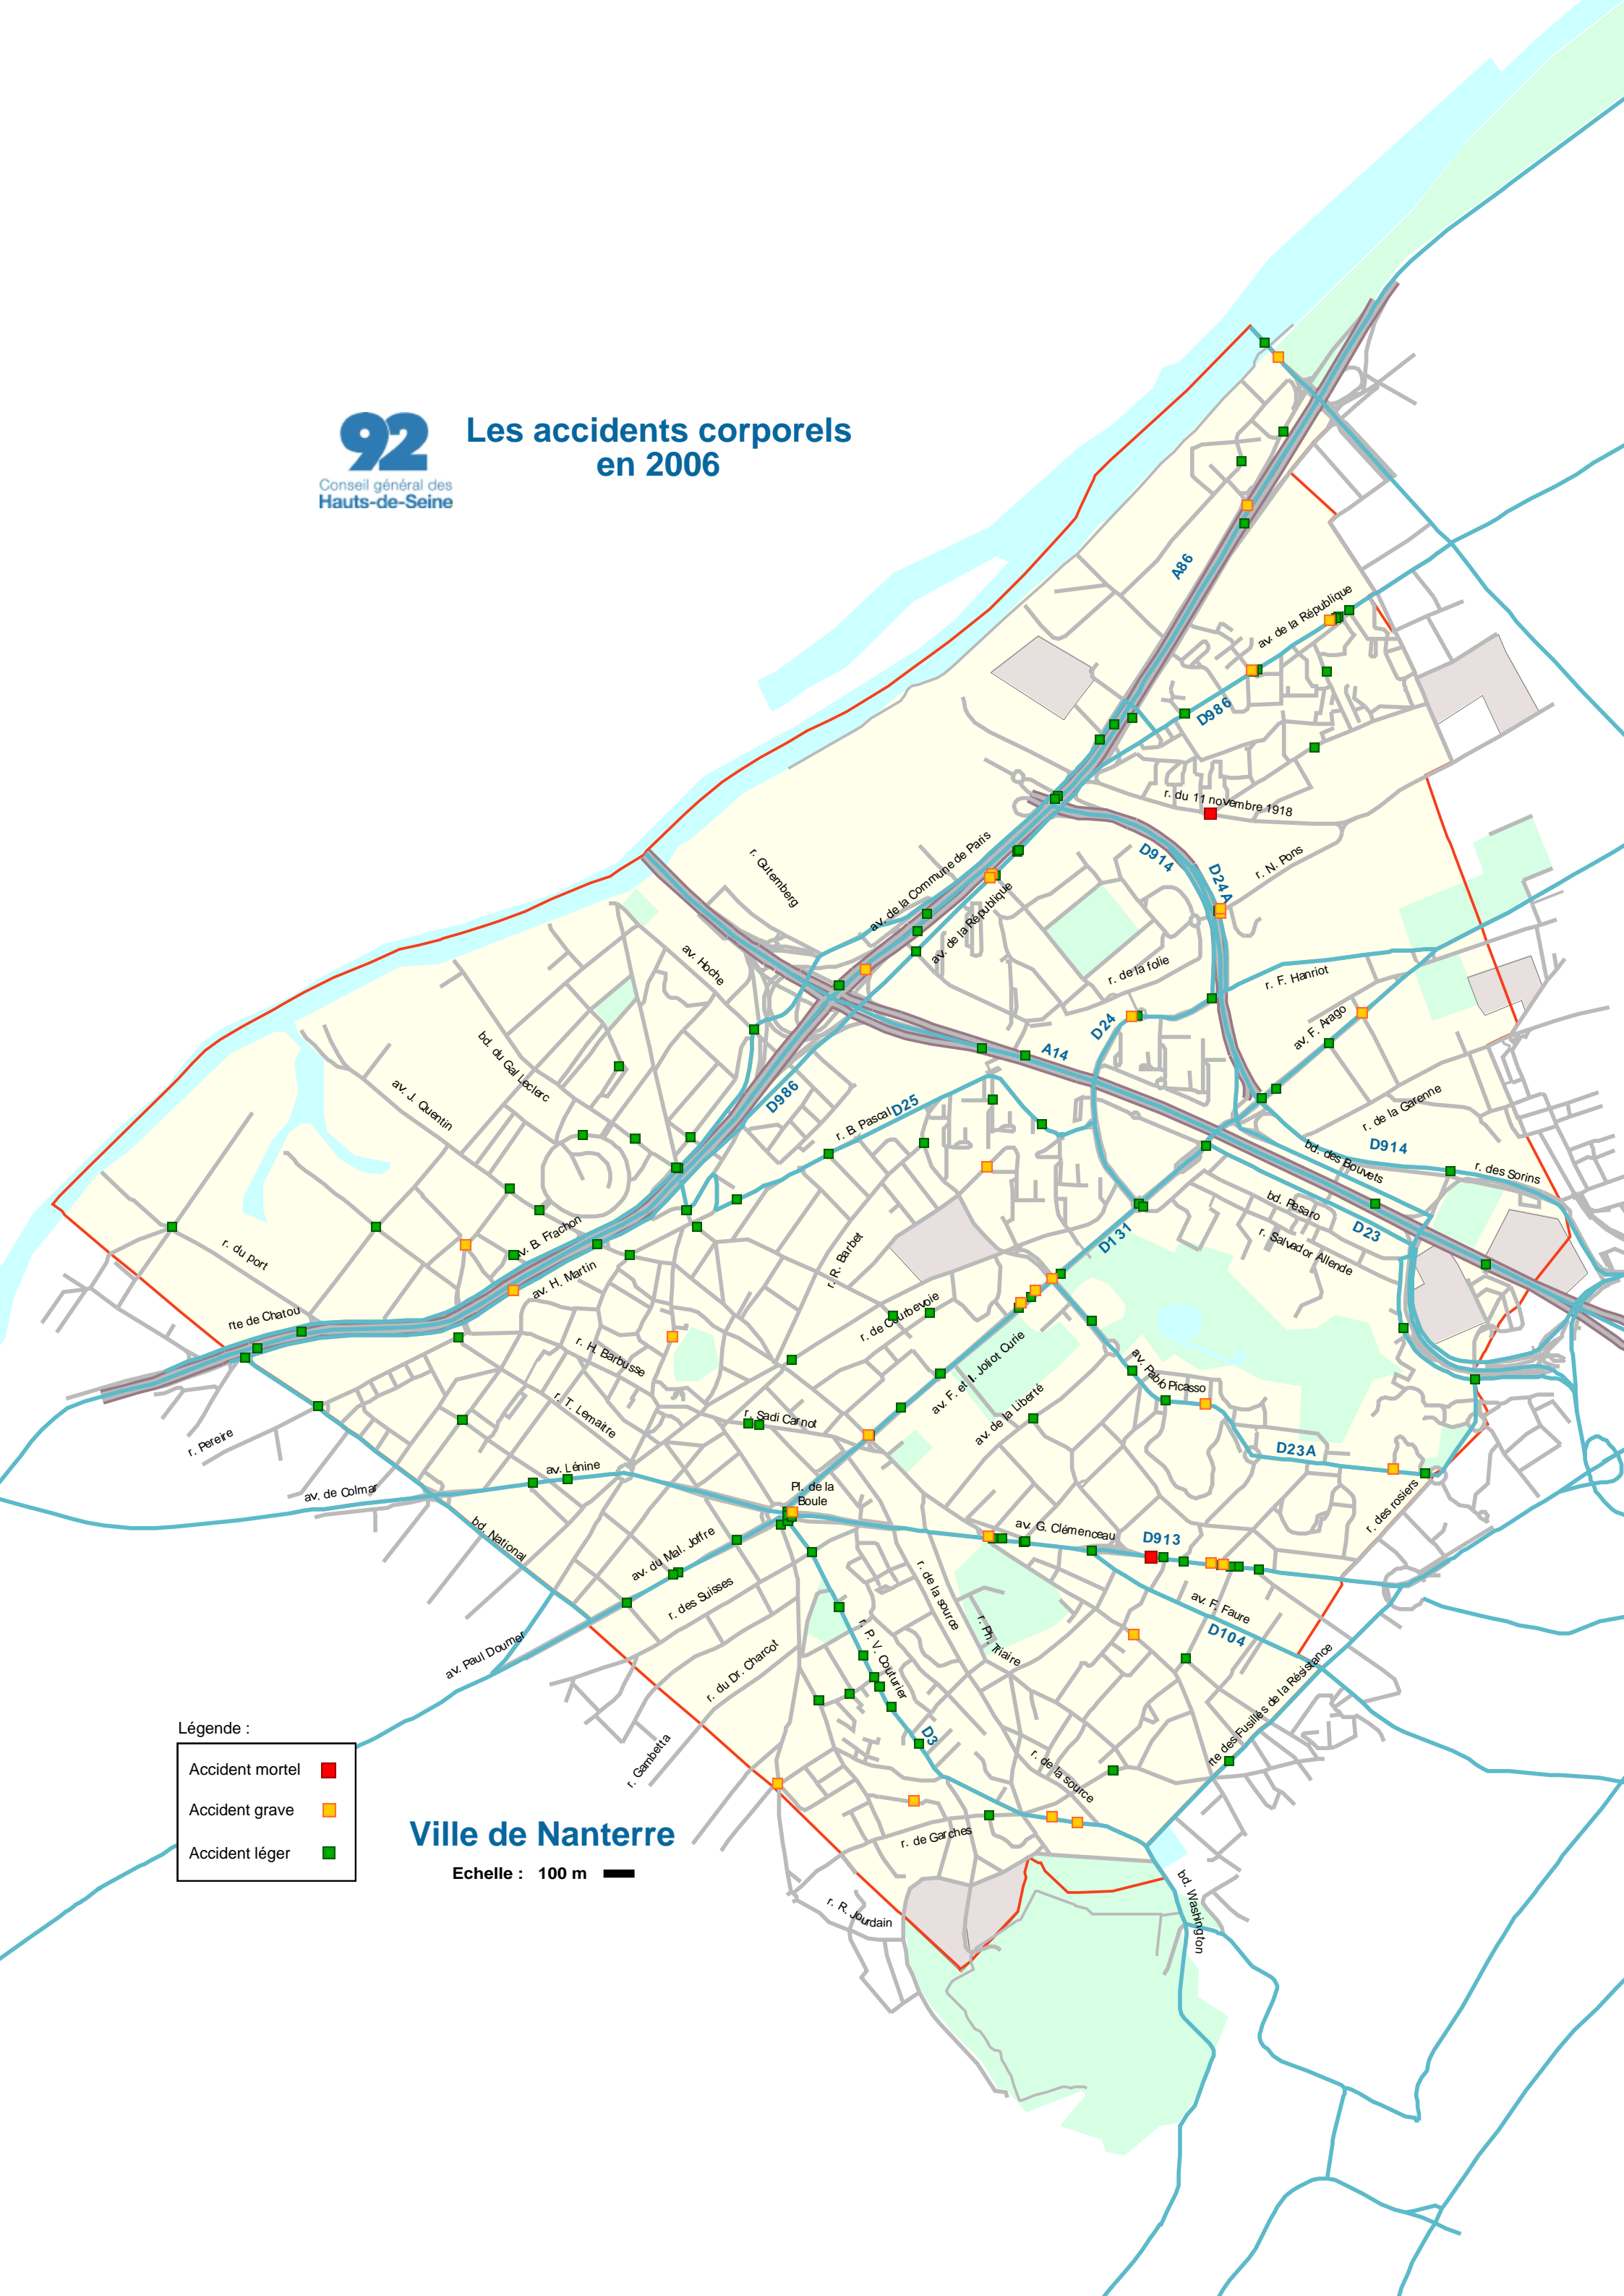 92
Conseil général des
Hauts-de-Seine
Les accidents corporels
en 2006
A86
av. de la République
D986
r. du 11 novembre 1918
r. Gutemberg
av. de la Commune de Paris
D914
D24A
r. N. Pons
av. de la République
av. Hoche
r. de la folie
r. F. Hanriot
D24
av. F. Arago
bd. du Gal Leclerc
A14
av. J. Quentin
D986
r. B. Pascal
D25
r. de la Garenne
D914
bd. des Bouvets
r. des Sorins
bd. Pesaro
D23
D131
r. Salvador Allende
r. du port
av. B. Frachon
av. H. Martin
r. R. Barbet
rte de Chatou
r. de Courbevoie
r. H. Barbusse
av. F. et I. Joliot Curie
av. Pablo Picasso
av. de la Liberté
r. T. Lemaitre
r. Sadi Carnot
r. Pereire
D23A
av. Lénine
av. de Colmar
Pl. de la
Boule
r. des rosiers
bd. National
av. G. Clémenceau
D913
av. du Mal. Joffre
r. des Suisses
r. de la source
av. F. Faure
D104
r. P. V. Couturier
r. Ph. Triaire
av. Paul Doumer
r. du Dr. Charcot
rte des Fusillés de la Résistance
D3
r. Gambetta
r. de la source
Légende :
Accident mortel
Accident grave
Accident léger
Ville de Nanterre
Echelle : 100 m
r. de Garches
bd. Washington
r. R. Jourdain